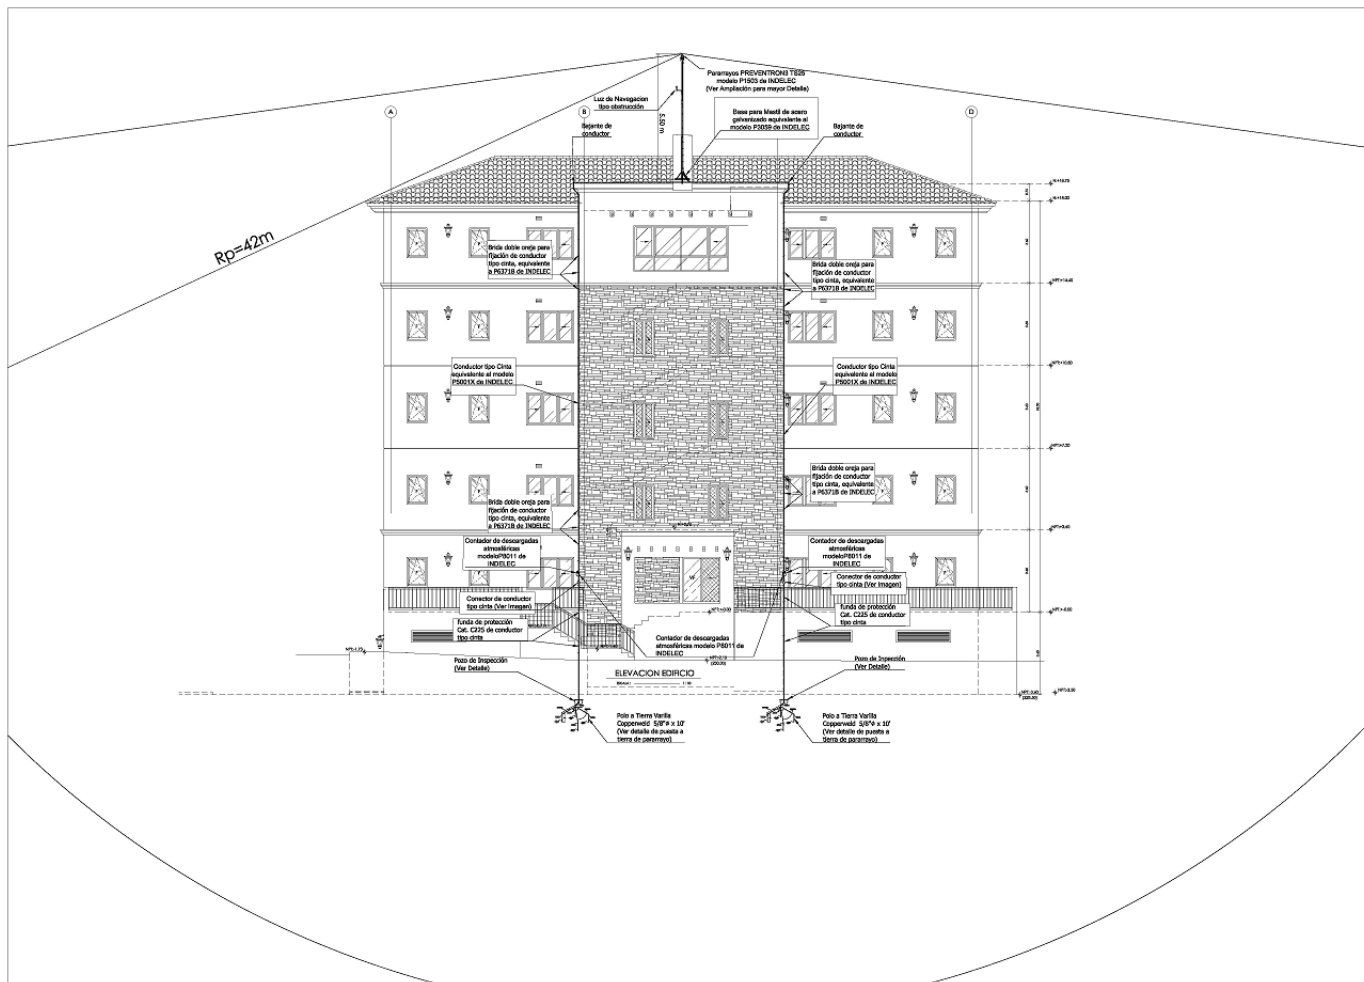 Pararrayos PREVENTRON3 TS25
modelo P1503 de INDELEC
(Ver Ampliación para mayor Detalle)
Luz de Navegacion
tipo obstrucción
5.50 m
Base para Mastil de acero
galvanizado equivalente al
modelo P3059 de INDELEC
A
B
D
Bajante de
conductor
Bajante de
conductor
Rp=42m
Brida doble oreja para
fijación de conductor
tipo cinta, equivalente
a P6371B de INDELEC
Brida doble oreja para
fijación de conductor
tipo cinta, equivalente
a P6371B de INDELEC
Conductor tipo Cinta
equivalente al modelo
P5001X de INDELEC
Conductor tipo Cinta
equivalente al modelo
P5001X de INDELEC
Brida doble oreja para
fijación de conductor
tipo cinta, equivalente
a P6371B de INDELEC
Brida doble oreja para
fijación de conductor
tipo cinta, equivalente
a P6371B de INDELEC
Contador de descargadas
atmosféricas
modeloP8011 de
INDELEC
Contador de descargadas
atmosféricas
modeloP8011 de
INDELEC
Conector de conductor
tipo cinta (Ver Imagen)
Conector de conductor
tipo cinta (Ver Imagen)
funda de protección
Cat. C225 de conductor
tipo cinta
funda de protección
Cat. C225 de conductor
tipo cinta
Contador de descargadas
atmosféricas modelo P8011 de
INDELEC
Pozo de Inspección
(Ver Detalle)
Pozo de Inpección
(Ver Detalle)
ELEVACION EDIFICIO
Polo a Tierra Varilla
Copperweld 5/8"ø x 10'
(Ver detalle de puesta a
tierra de pararrayo)
Polo a Tierra Varilla
Copperweld 5/8"ø x 10'
(Ver detalle de puesta a
tierra de pararrayo)